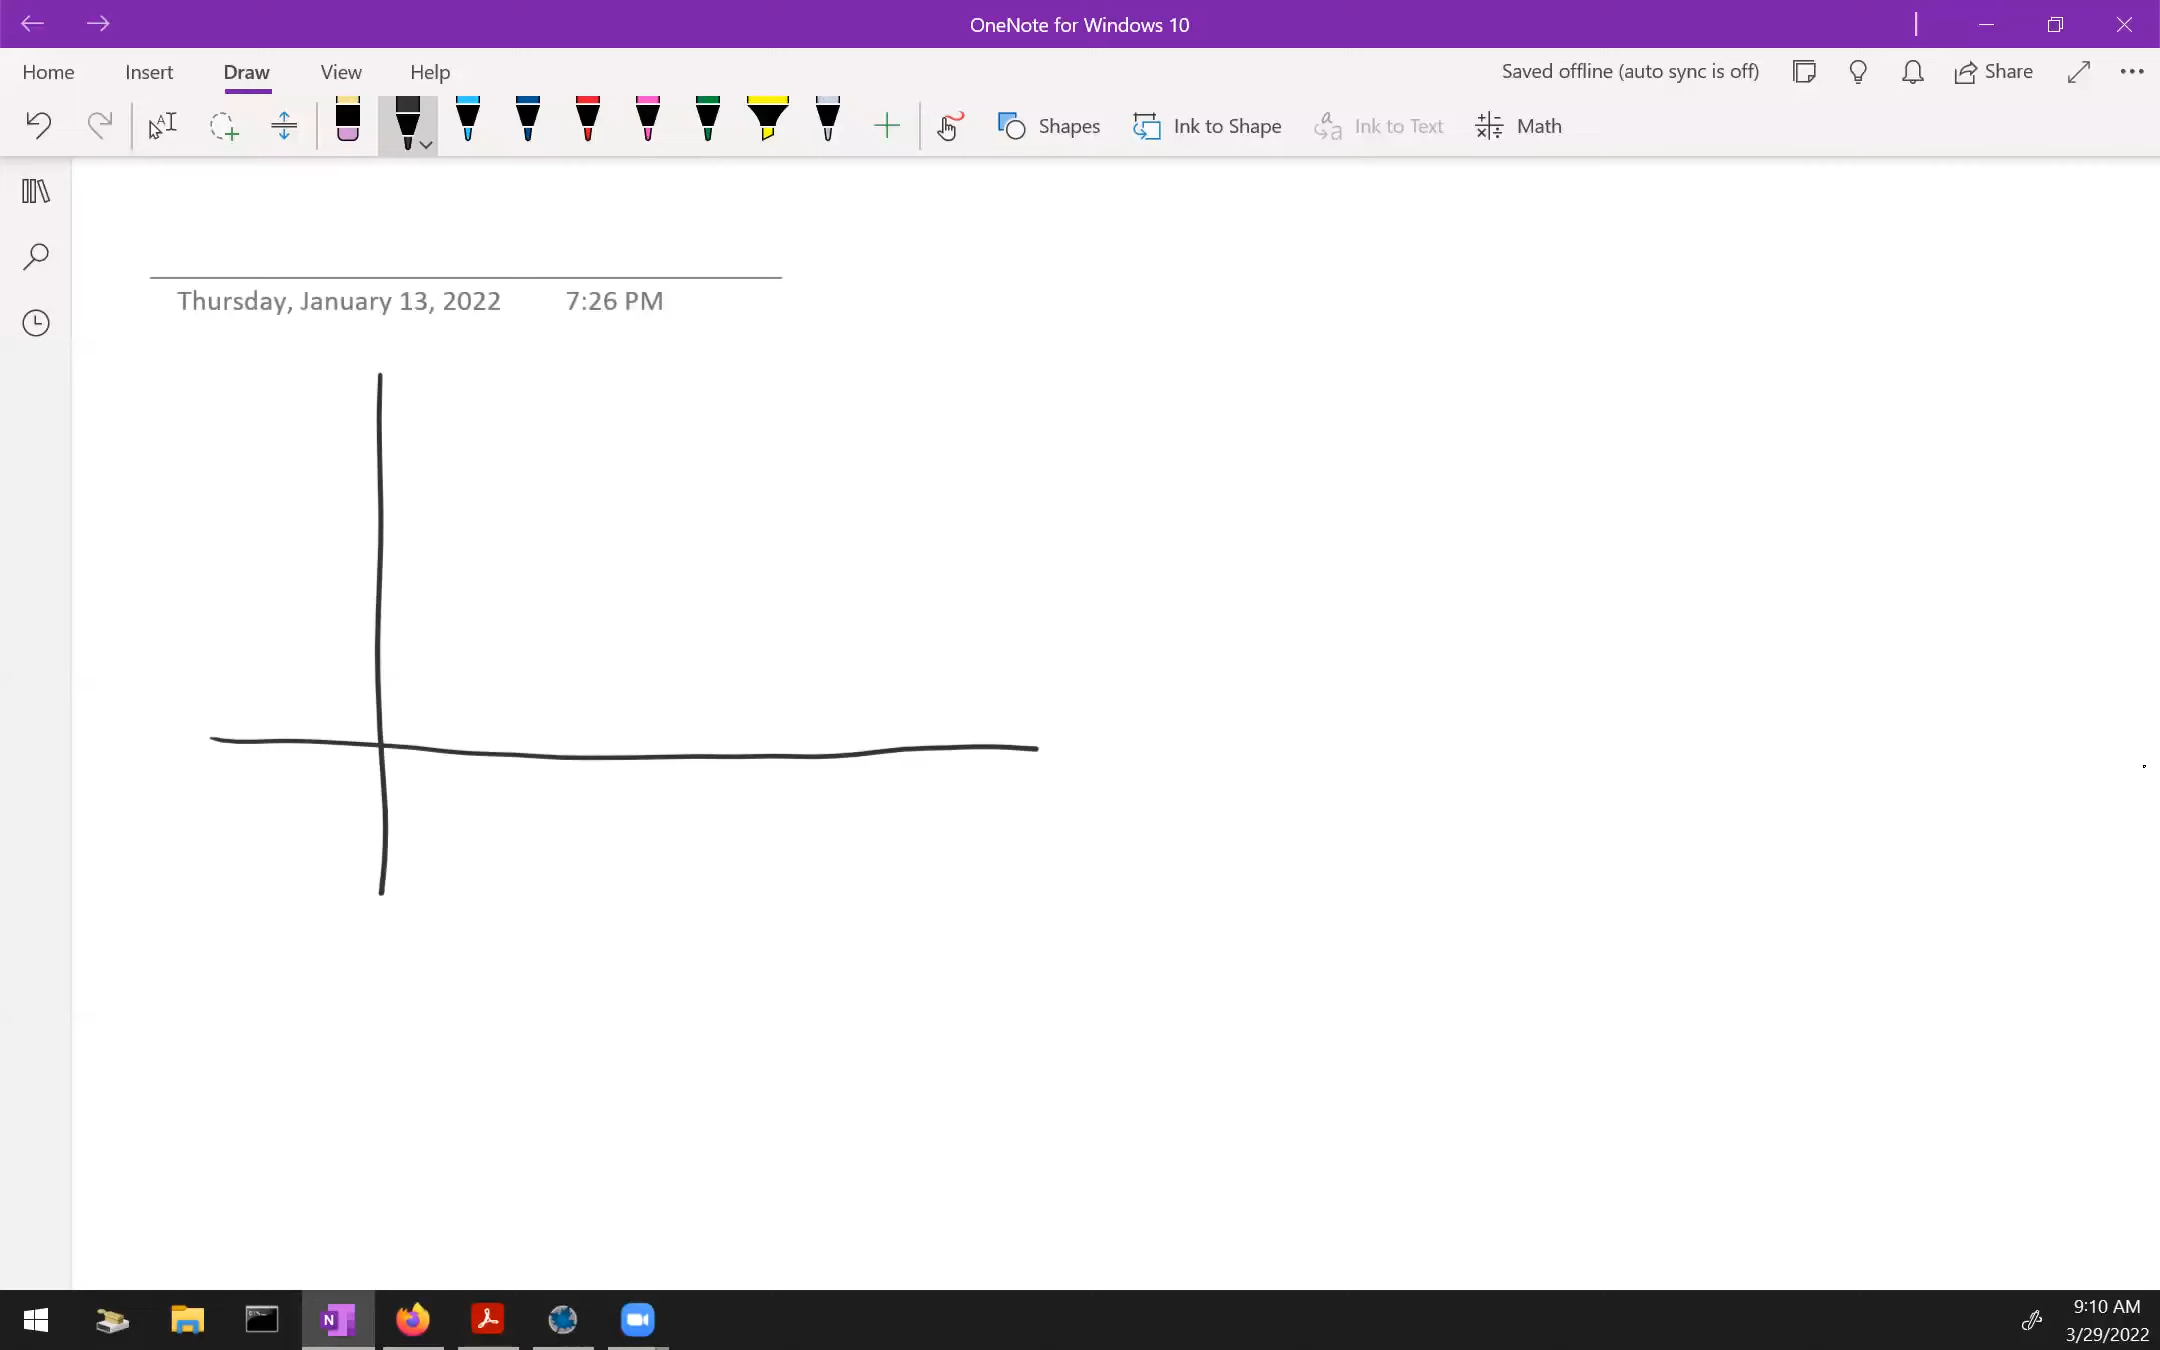 OneNote for Windows 10
Home Insert Draw View Help
Saved offline (auto sync is off) Share
Shapes Ink to Shape Ink to Text Math
Thursday, January 13, 2022 7:26 PM
9:10 AM
3/29/2022